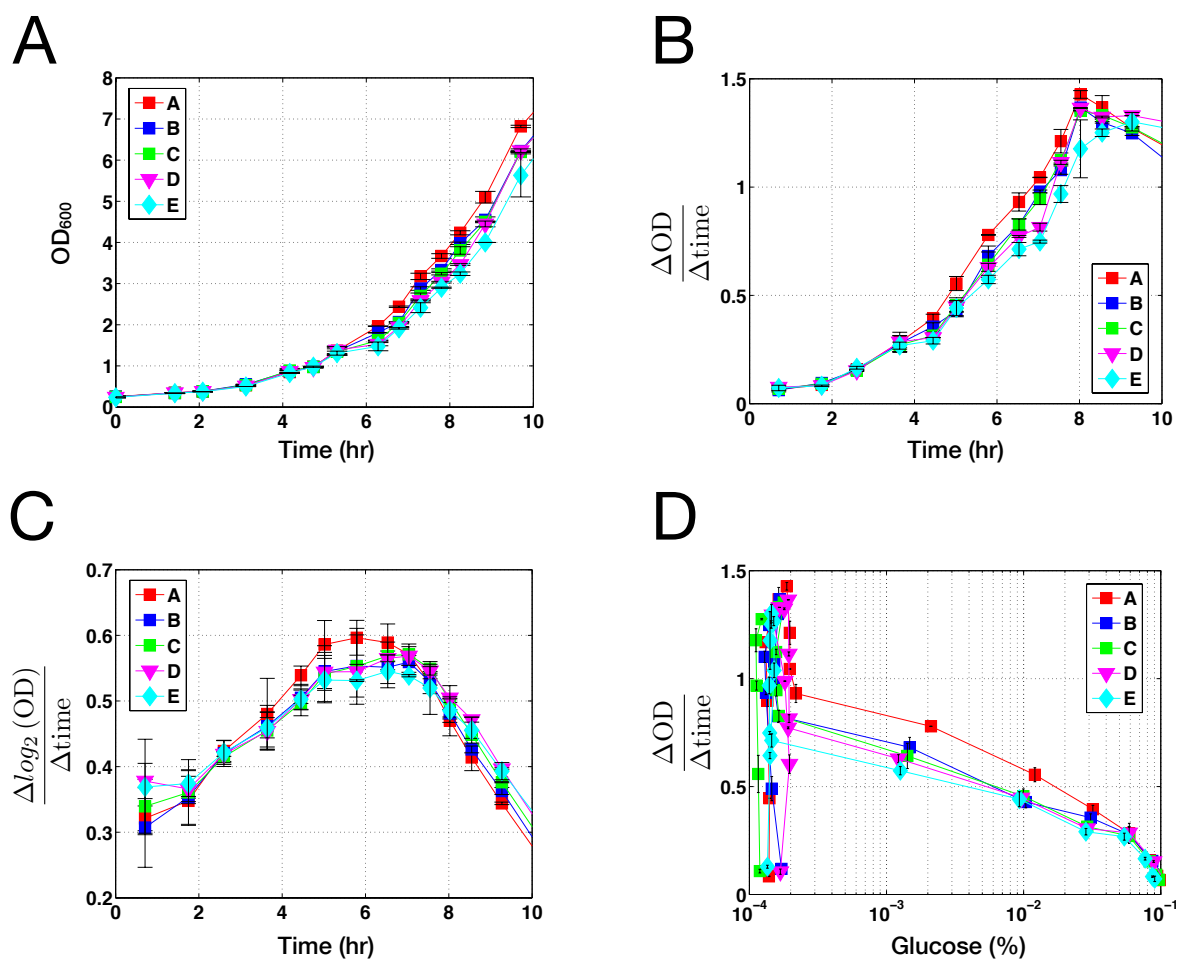 A
B
8
7
6
5
4
3
2
1
0
OD600
A
B
C
D
E
0 2 4 6 8 10
Time (hr)
1.5
1
0.5
0
ΔOD
Δtime
A
B
C
D
E
0 2 4 6 8 10
Time (hr)
C
D
0.7
0.6
0.5
0.4
0.3
0.2
Δlog₂ (OD)
Δtime
A
B
C
D
E
0 2 4 6 8 10
Time (hr)
1.5
1
0.5
0
ΔOD
Δtime
A
B
C
D
E
10⁻⁴ 10⁻³ 10⁻² 10⁻¹
Glucose (%)